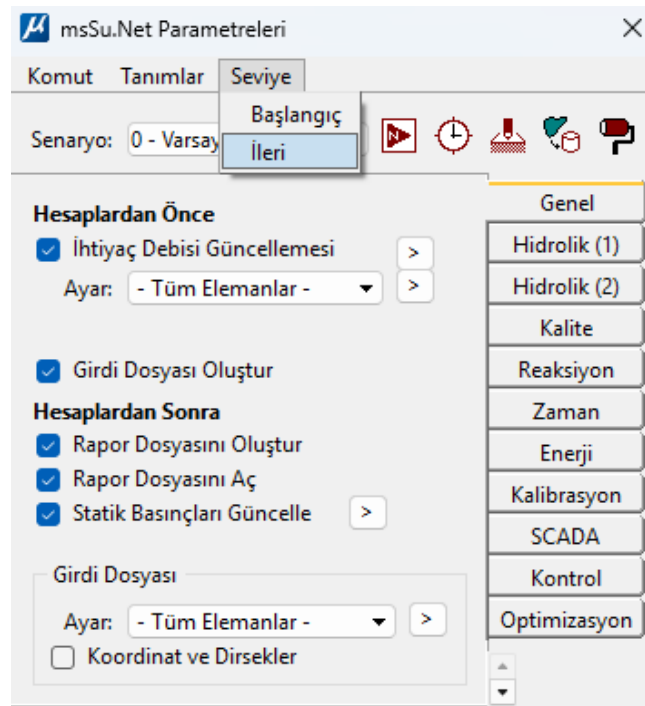 msSu.Net Parametreleri
Komut Tanımlar Seviye
Başlangıç
İleri
Senaryo: 0 - Varsay
Hesaplardan Önce
İhtiyaç Debisi Güncellemesi >
Ayar: - Tüm Elemanlar - >
Girdi Dosyası Oluştur
Hesaplardan Sonra
Rapor Dosyasını Oluştur
Rapor Dosyasını Aç
Statik Basınçları Güncelle >
Girdi Dosyası
Ayar: - Tüm Elemanlar - >
Koordinat ve Dirsekler
Genel
Hidrolik (1)
Hidrolik (2)
Kalite
Reaksiyon
Zaman
Enerji
Kalibrasyon
SCADA
Kontrol
Optimizasyon